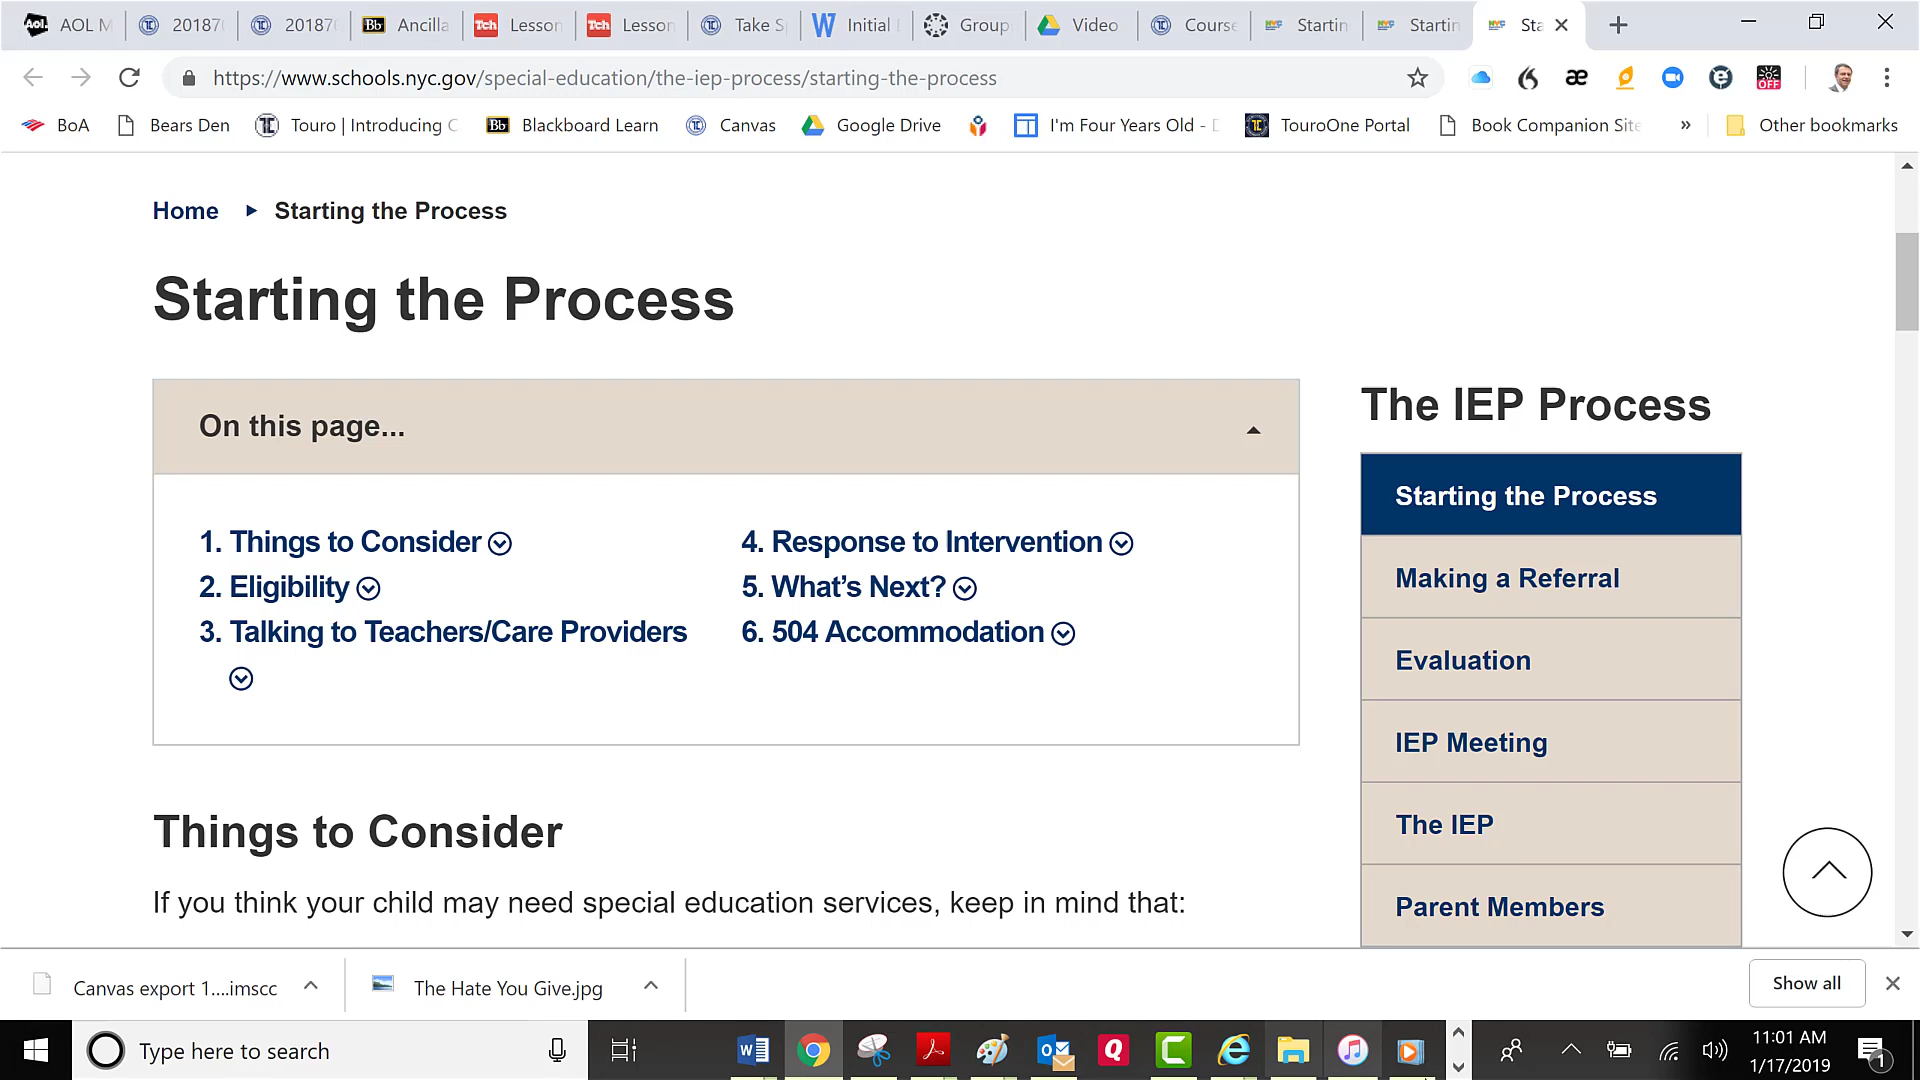 AOL M 20187 20187 Ancilla Lesson Lesson Take S Initial Group Video Course Startin Startin Sta
https://www.schools.nyc.gov/special-education/the-iep-process/starting-the-process
BoA Bears Den Touro | Introducing C Blackboard Learn Canvas Google Drive I'm Four Years Old - D TouroOne Portal Book Companion Site » Other bookmarks
Home Starting the Process
Starting the Process
On this page...
1. Things to Consider
2. Eligibility
3. Talking to Teachers/Care Providers
4. Response to Intervention
5. What’s Next?
6. 504 Accommodation
The IEP Process
Starting the Process
Making a Referral
Evaluation
IEP Meeting
The IEP
Parent Members
Things to Consider
If you think your child may need special education services, keep in mind that:
Canvas export 1....imscc
The Hate You Give.jpg
Show all
Type here to search
11:01 AM
1/17/2019
1